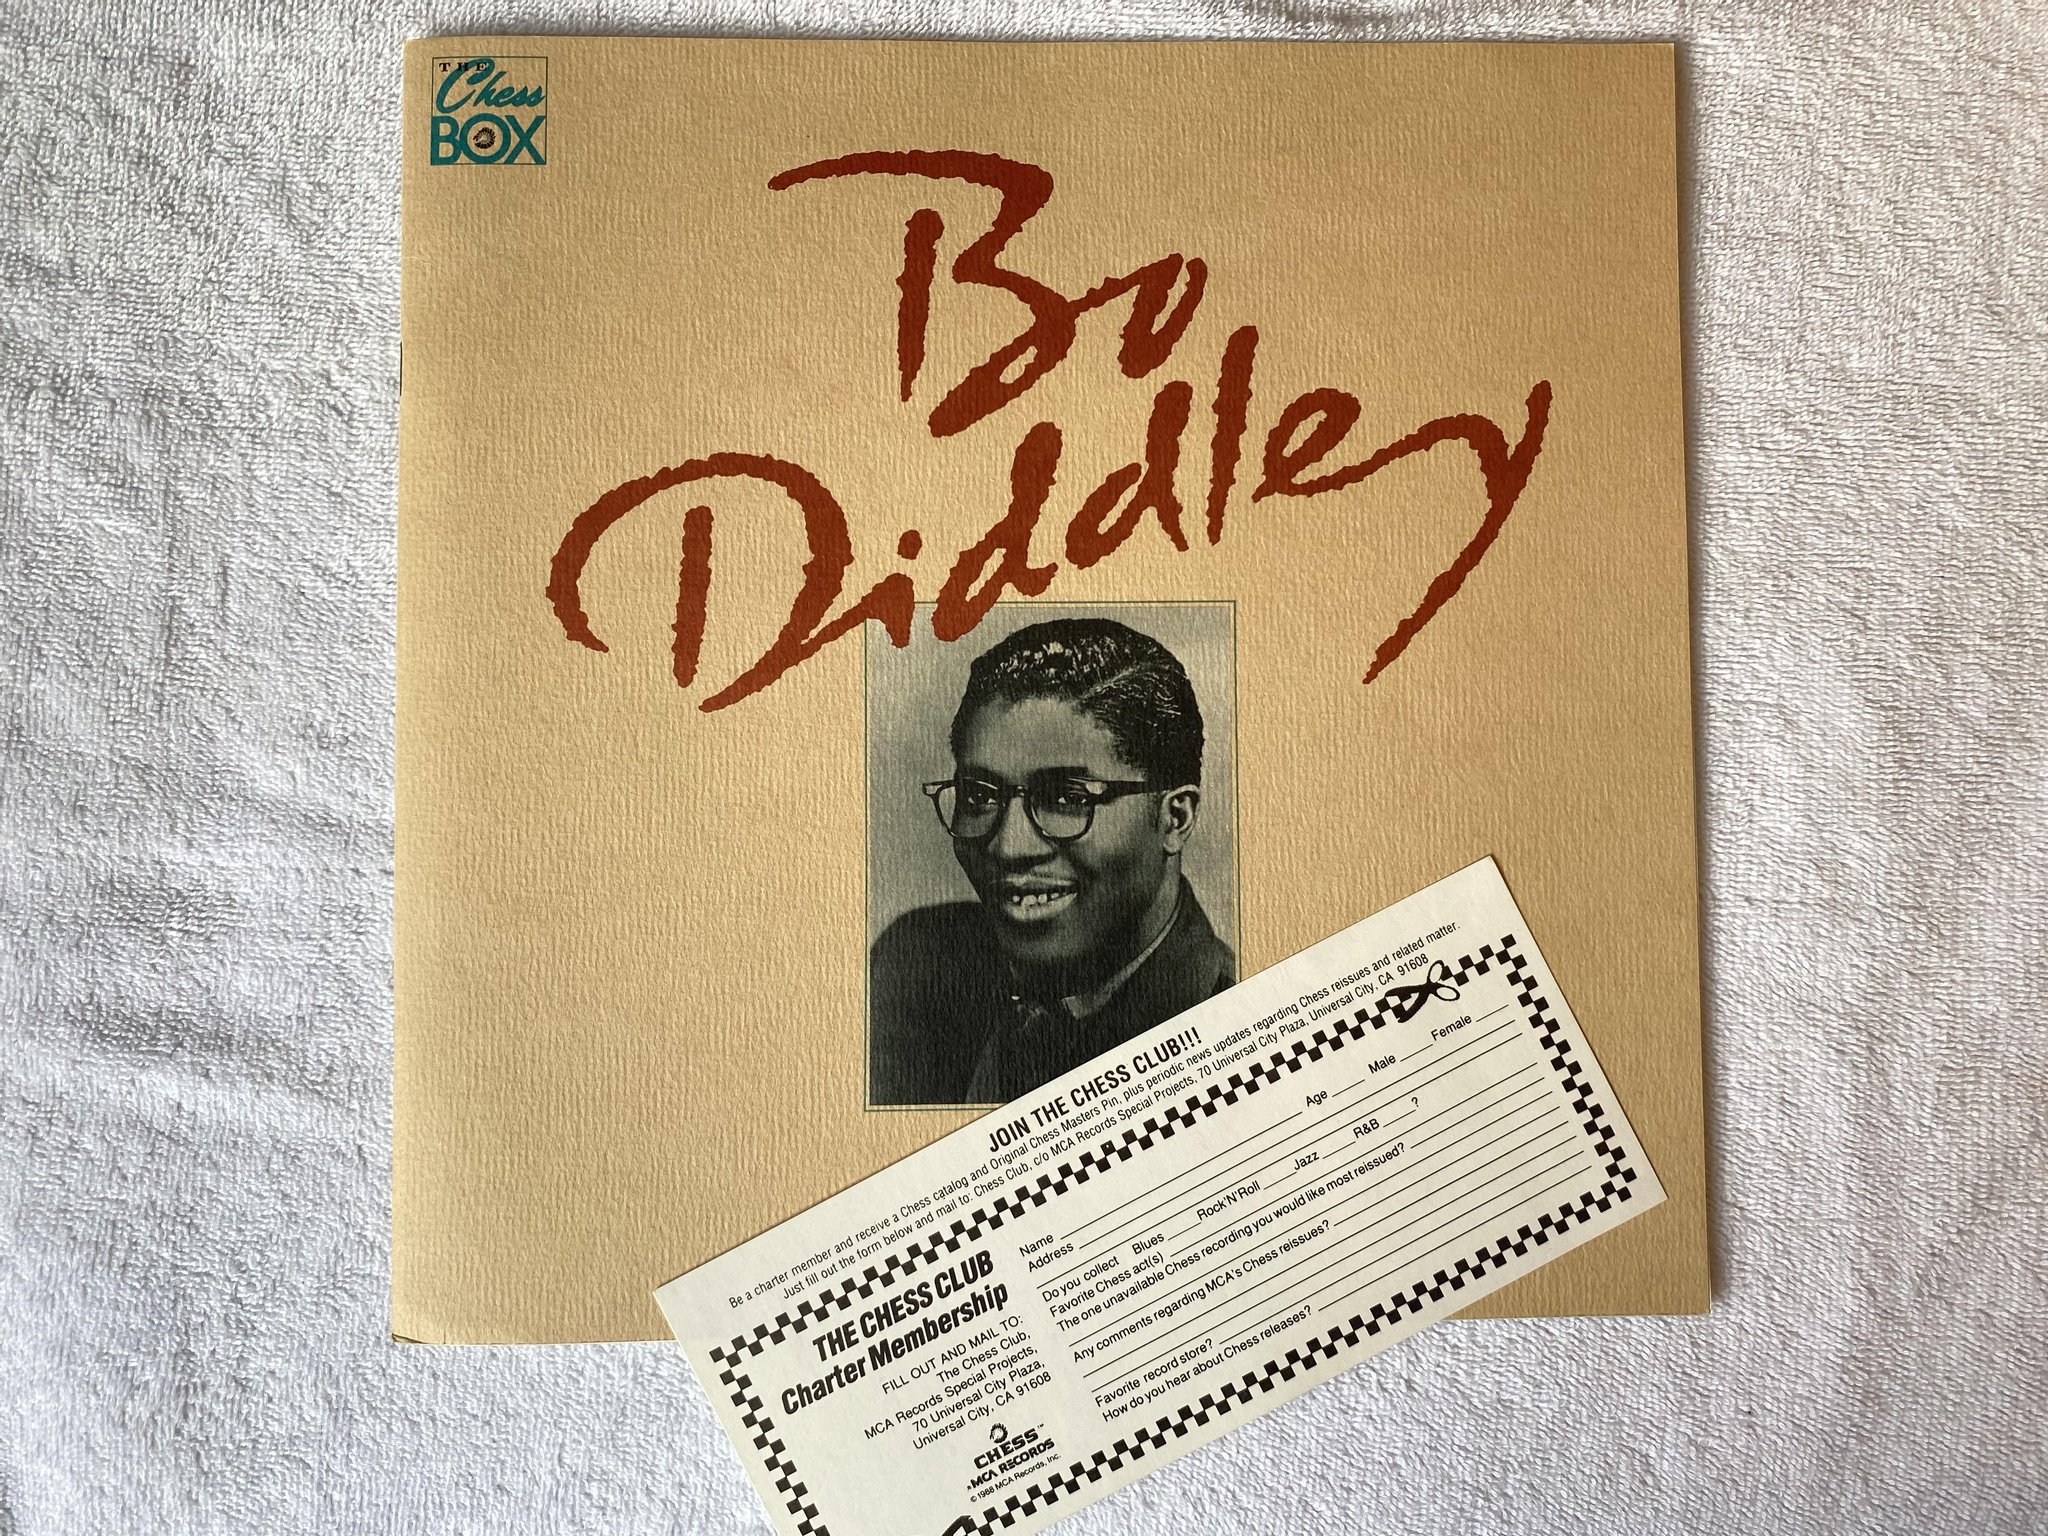 THE
Chess
BOX
Bo
Diddley
JOIN THE CHESS CLUB!!!
Be a charter member and receive a Chess catalog and Original Chess Masters Pin, plus periodic news updates regarding Chess reissues and related matter.
Just fill out the form below and mail to: Chess Club, c/o MCA Records Special Projects, 70 Universal City Plaza, Universal City, CA 91608
THE CHESS CLUB
Charter Membership
FILL OUT AND MAIL TO:
The Chess Club,
MCA Records Special Projects,
70 Universal City Plaza,
Universal City, CA 91608
CHESS™
MCA RECORDS
©1988 MCA Records, Inc.
Name Age Male Female
Address
Do you collect Blues Rock'N'Roll Jazz R&B ?
Favorite Chess act(s)
The one unavailable Chess recording you would like most reissued?
Any comments regarding MCA's Chess reissues?
Favorite record store?
How do you hear about Chess releases?